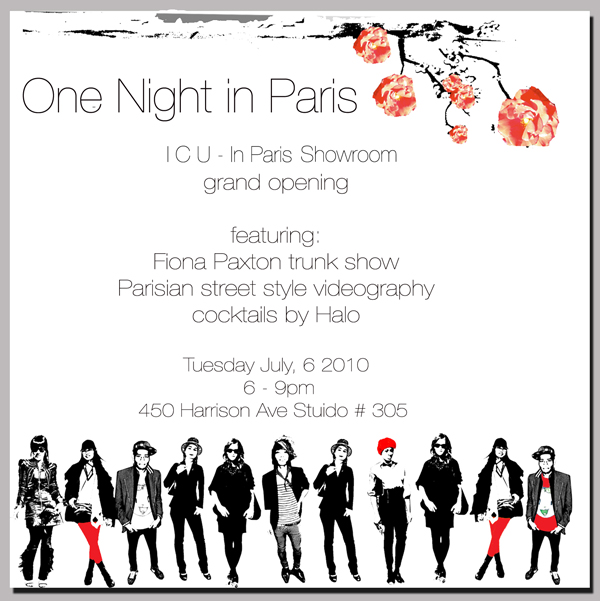 One Night in Paris
I C U - In Paris Showroom
grand opening
featuring:
Fiona Paxton trunk show
Parisian street style videography
cocktails by Halo
Tuesday July, 6 2010
6 - 9pm
450 Harrison Ave Stuido # 305